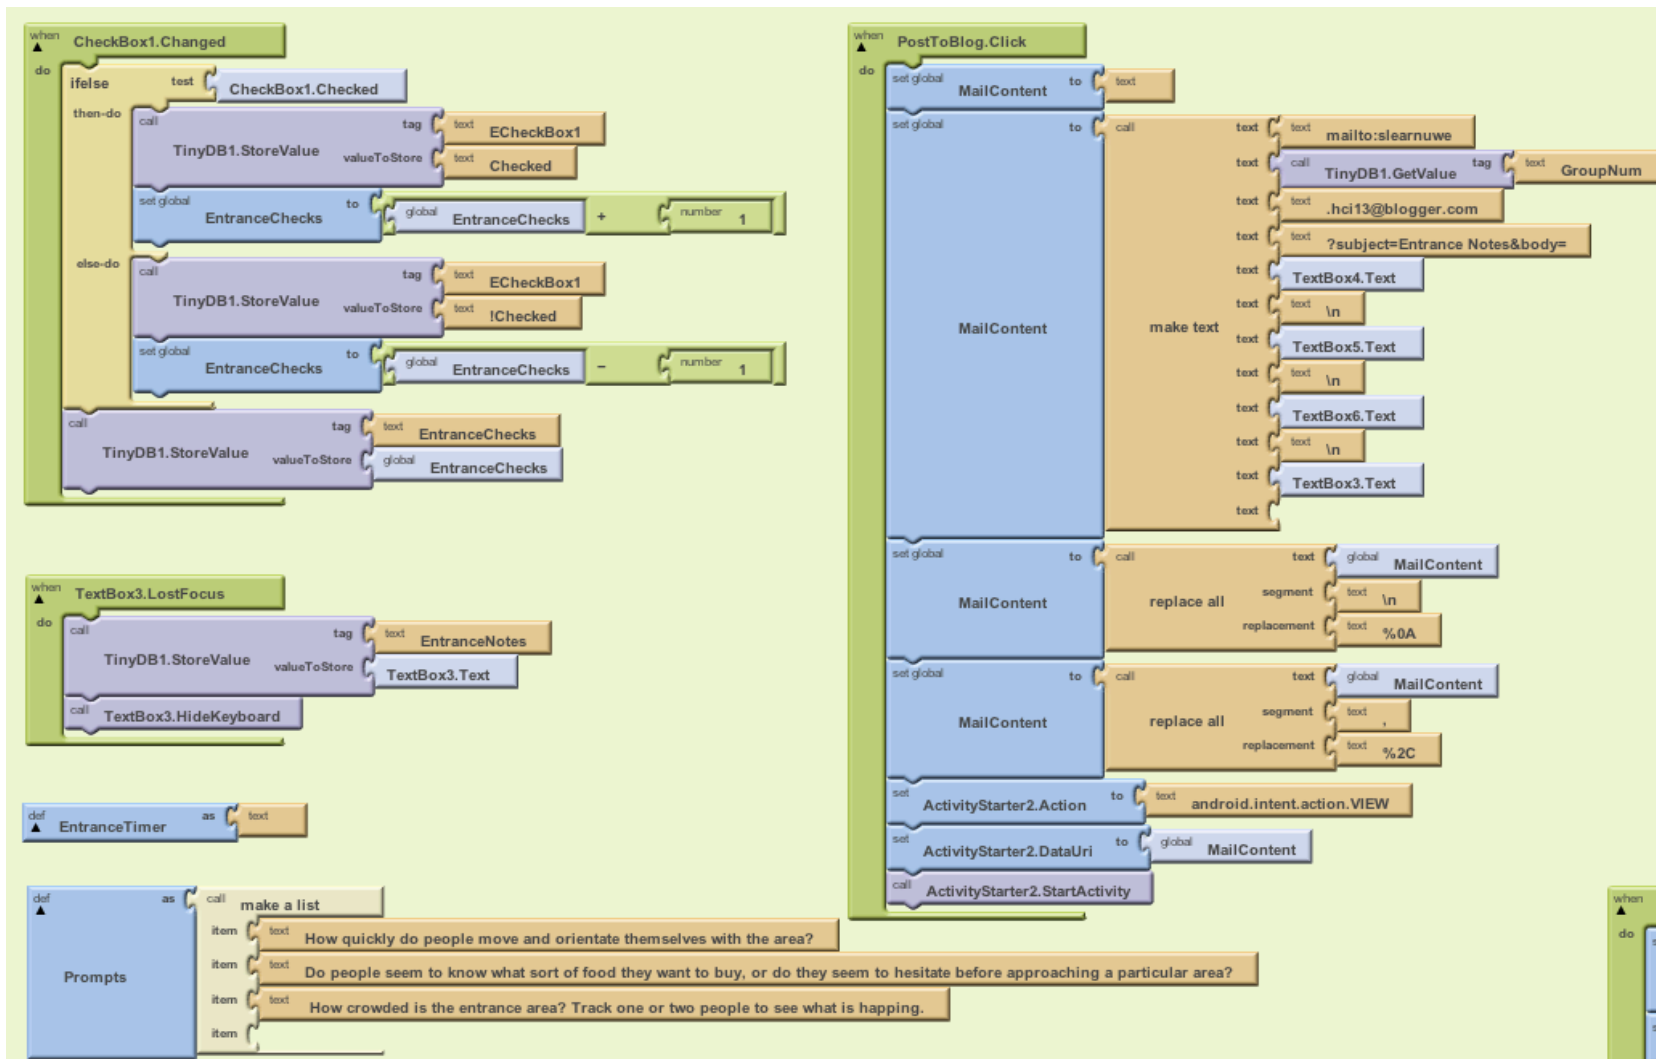 when
CheckBox1.Changed
do
ifelse
test
CheckBox1.Checked
then-do
call
TinyDB1.StoreValue
tag
text ECheckBox1
valueToStore
text Checked
set global
EntranceChecks
to
global EntranceChecks + number 1
else-do
call
TinyDB1.StoreValue
tag
text ECheckBox1
valueToStore
text !Checked
set global
EntranceChecks
to
global EntranceChecks − number 1
call
TinyDB1.StoreValue
tag
text EntranceChecks
valueToStore
global EntranceChecks
when
TextBox3.LostFocus
do
call
TinyDB1.StoreValue
tag
text EntranceNotes
valueToStore
TextBox3.Text
call TextBox3.HideKeyboard
def
EntranceTimer
as
text
def
Prompts
as
call
make a list
item text How quickly do people move and orientate themselves with the area?
item text Do people seem to know what sort of food they want to buy, or do they seem to hesitate before approaching a particular area?
item text How crowded is the entrance area? Track one or two people to see what is happing.
item
when
PostToBlog.Click
do
set global
MailContent
to
text
set global
MailContent
to
call
make text
text text mailto:slearnuwe
text call TinyDB1.GetValue tag text GroupNum
text text .hci13@blogger.com
text text ?subject=Entrance Notes&body=
text TextBox4.Text
text text \n
text TextBox5.Text
text text \n
text TextBox6.Text
text text \n
text TextBox3.Text
text
set global
MailContent
to
call
replace all
text global MailContent
segment text \n
replacement text %0A
set global
MailContent
to
call
replace all
text global MailContent
segment text ,
replacement text %2C
set
ActivityStarter2.Action
to
text android.intent.action.VIEW
set
ActivityStarter2.DataUri
to
global MailContent
call ActivityStarter2.StartActivity
when
do